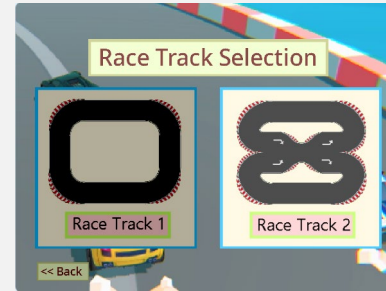 Race Track Selection
Race Track 1
Race Track 2
<< Back